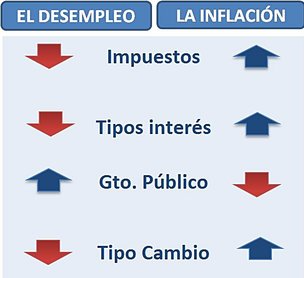 EL DESEMPLEO
LA INFLACIÓN
Impuestos
Tipos interés
Gto. Público
Tipo Cambio